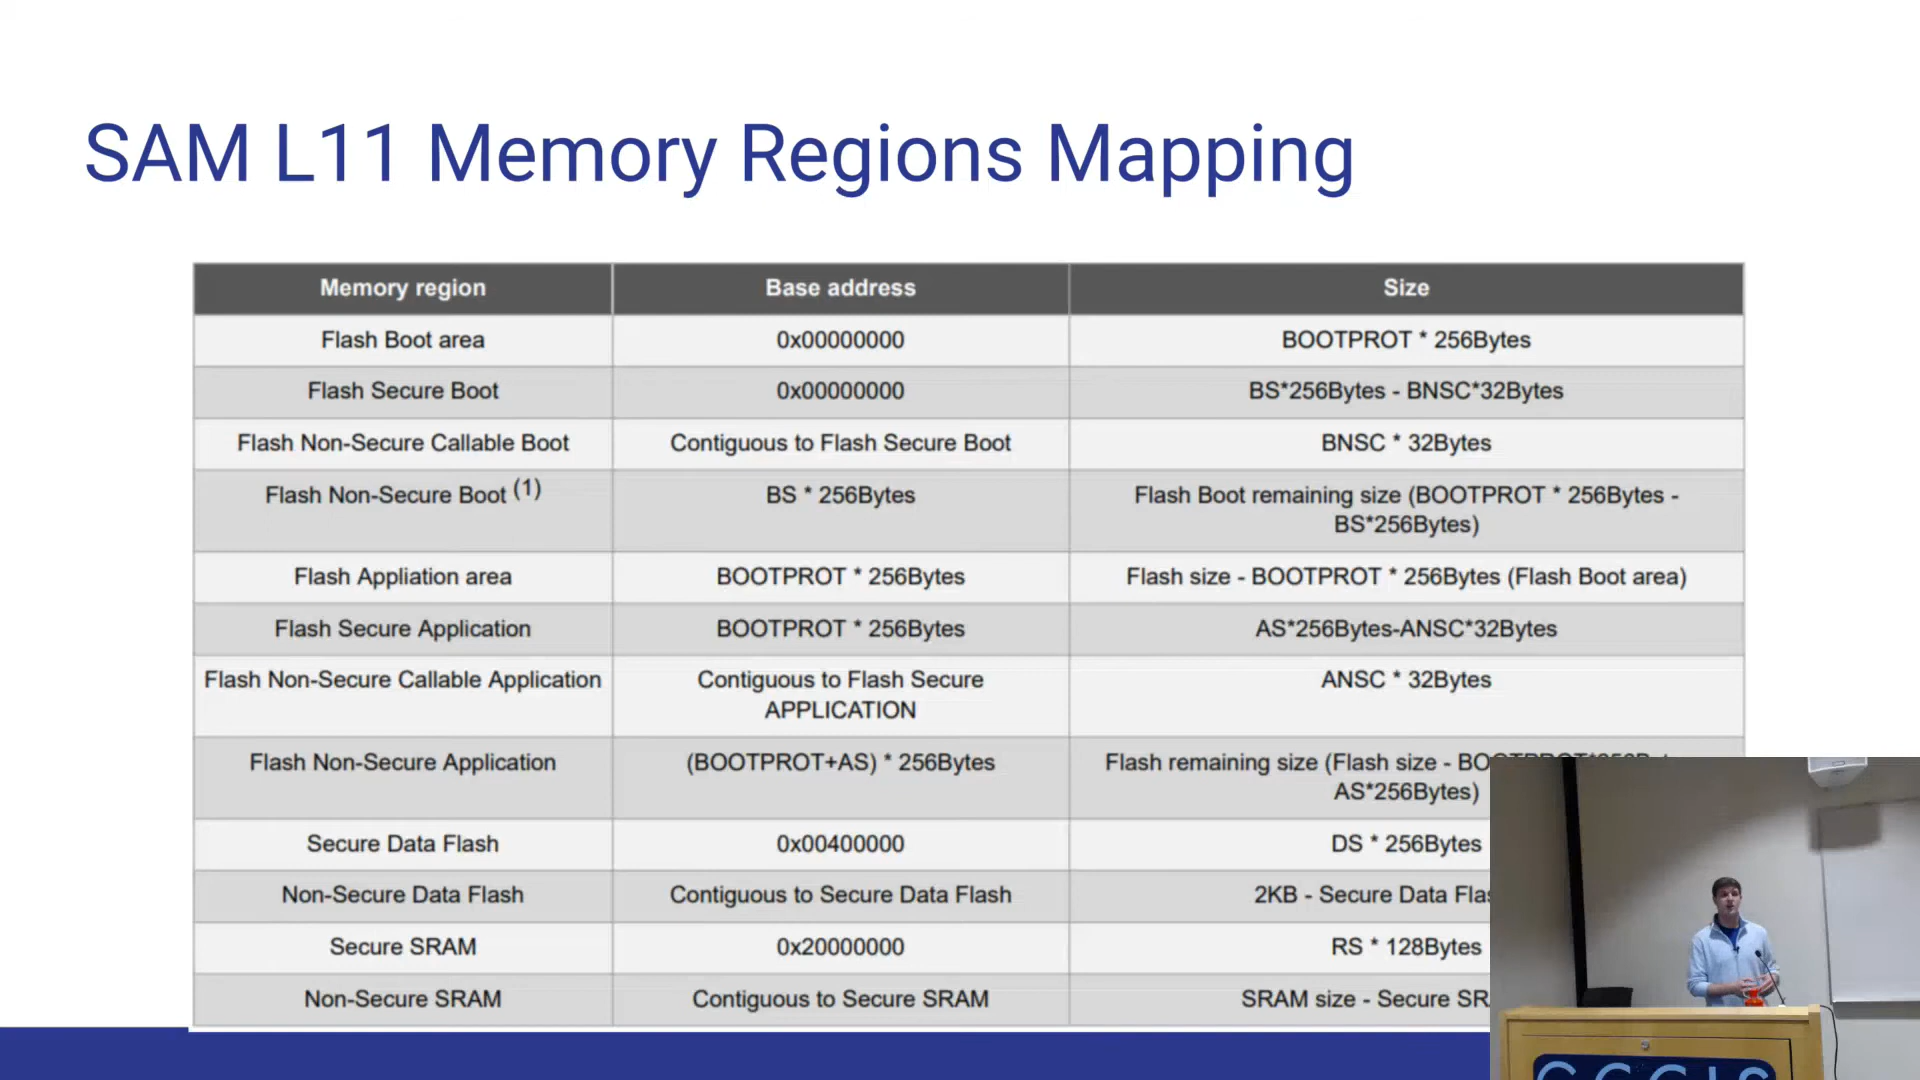 SAM L11 Memory Regions Mapping
Memory region Base address Size
Flash Boot area 0x00000000 BOOTPROT * 256Bytes
Flash Secure Boot 0x00000000 BS*256Bytes - BNSC*32Bytes
Flash Non-Secure Callable Boot Contiguous to Flash Secure Boot BNSC * 32Bytes
Flash Non-Secure Boot (1) BS * 256Bytes Flash Boot remaining size (BOOTPROT * 256Bytes -
BS*256Bytes)
Flash Appliation area BOOTPROT * 256Bytes Flash size - BOOTPROT * 256Bytes (Flash Boot area)
Flash Secure Application BOOTPROT * 256Bytes AS*256Bytes-ANSC*32Bytes
Flash Non-Secure Callable Application Contiguous to Flash Secure
APPLICATION ANSC * 32Bytes
Flash Non-Secure Application (BOOTPROT+AS) * 256Bytes Flash remaining size (Flash size -
AS*256Bytes)
Secure Data Flash 0x00400000 DS * 256Bytes
Non-Secure Data Flash Contiguous to Secure Data Flash 2KB - Secure Data
Secure SRAM 0x20000000 RS * 128Bytes
Non-Secure SRAM Contiguous to Secure SRAM SRAM size - Secure